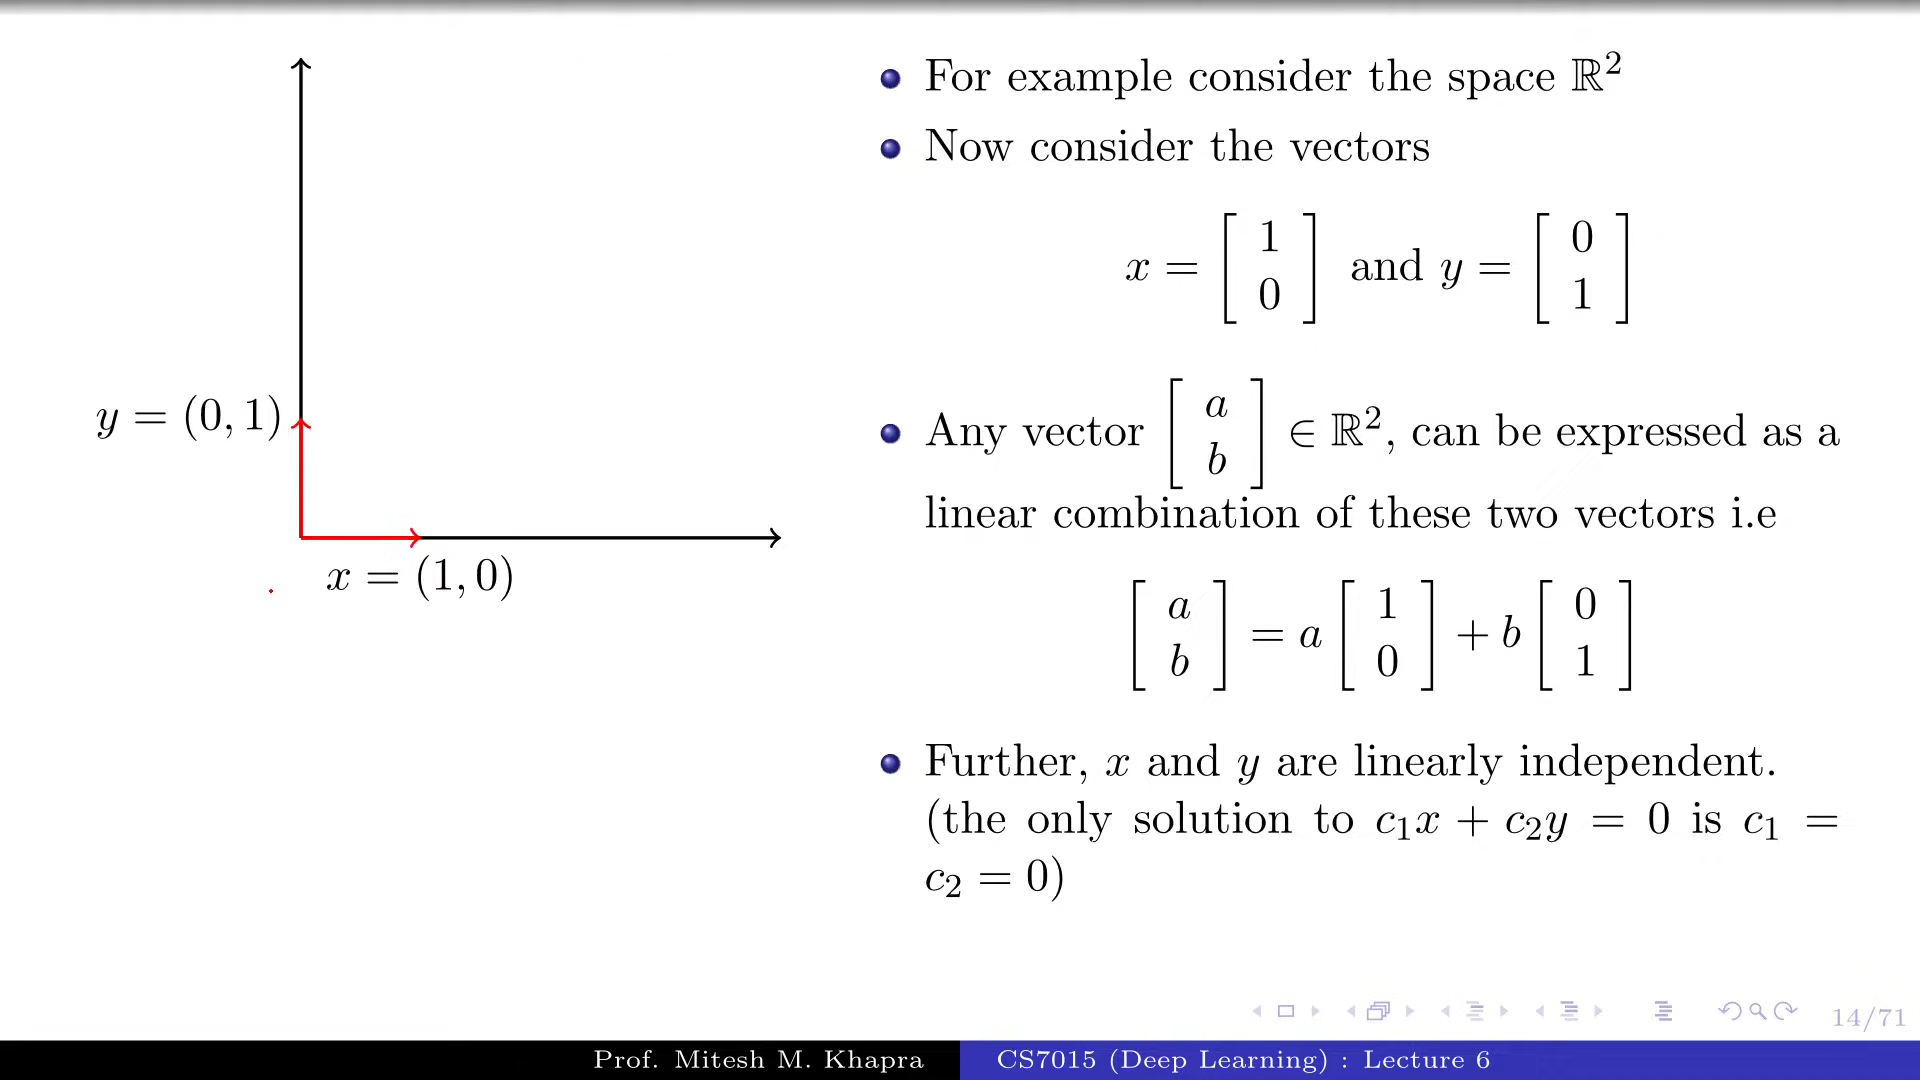 y = (0, 1)
x = (1, 0)
For example consider the space ℝ²
Now consider the vectors
x = [ 1 0 ] and y = [ 0 1 ]
Any vector [ a b ] ∈ ℝ², can be expressed as a
linear combination of these two vectors i.e
[ a b ] = a [ 1 0 ] + b [ 0 1 ]
Further, x and y are linearly independent.
(the only solution to c₁x + c₂y = 0 is c₁ =
c₂ = 0)
14/71
Prof. Mitesh M. Khapra
CS7015 (Deep Learning) : Lecture 6